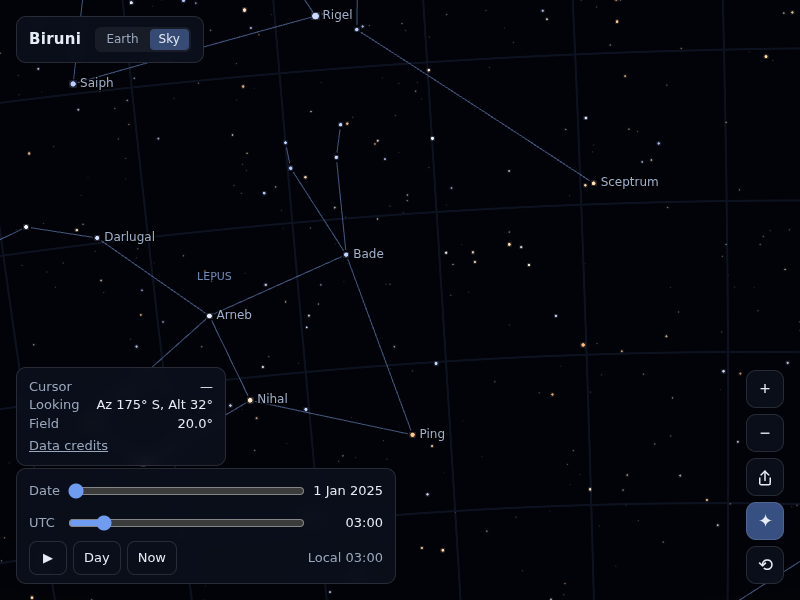 Biruni
Earth
Sky
Rigel
Saiph
Sceptrum
Darlugal
Bade
LEPUS
Arneb
Nihal
Ping
Cursor —
Looking Az 175° S, Alt 32°
Field 20.0°
Data credits
Date 1 Jan 2025
UTC 03:00
▶ Day Now Local 03:00
+
−